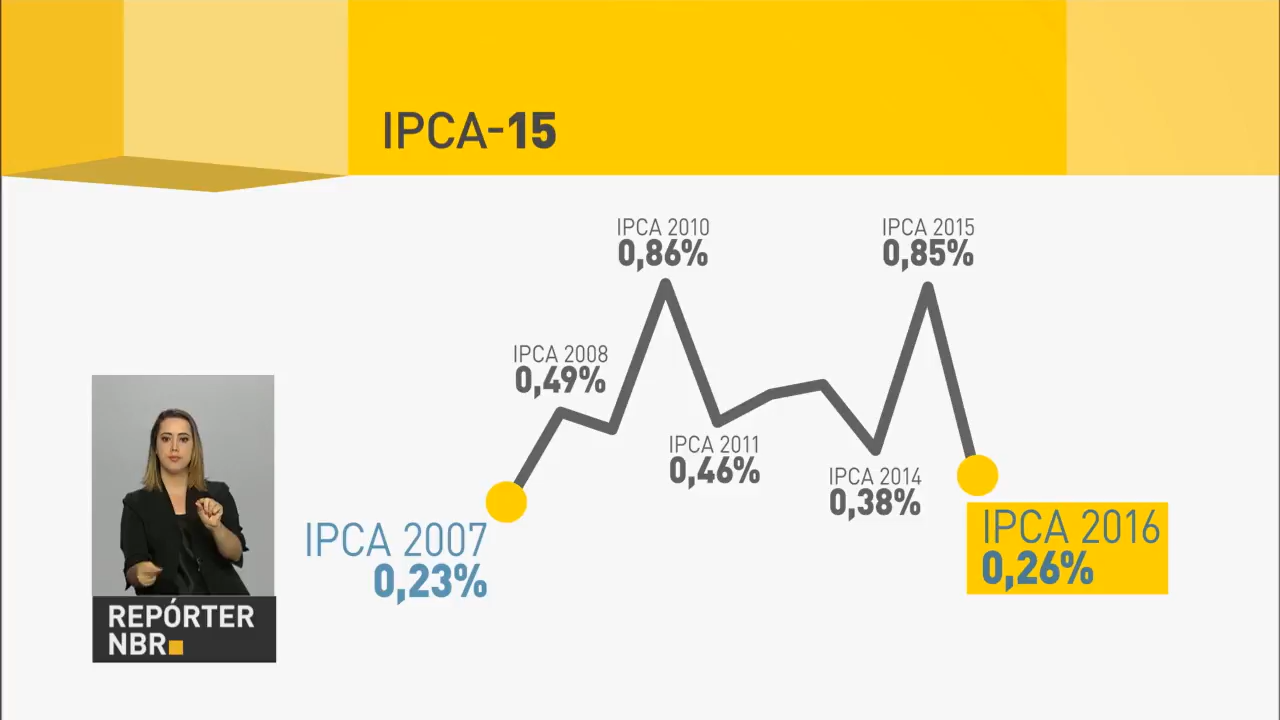 IPCA-15
IPCA 2010
0,86%
IPCA 2015
0,85%
IPCA 2008
0,49%
IPCA 2011
0,46%
IPCA 2014
0,38%
IPCA 2007
0,23%
IPCA 2016
0,26%
REPÓRTER
NBR